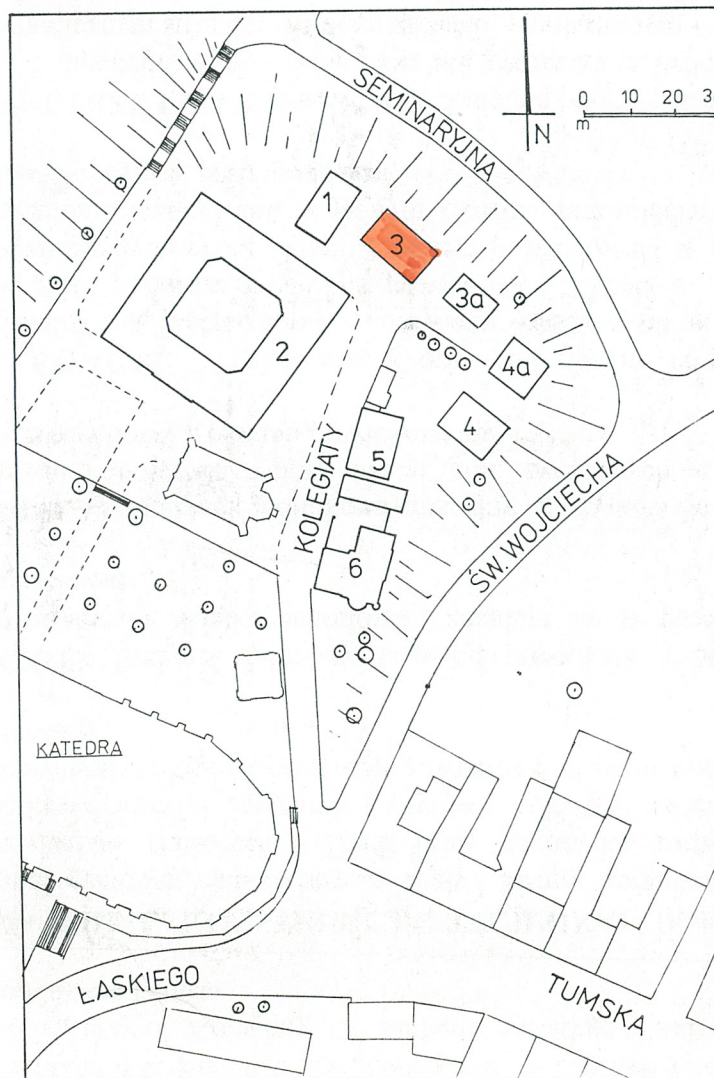 SEMINARYJNA
N
0 10 20 3
m
1
3
3a
2
4a
4
5
KOLEGIATY
6
ŚW. WOJCIECHA
KATEDRA
ŁASKIEGO
TUMSKA